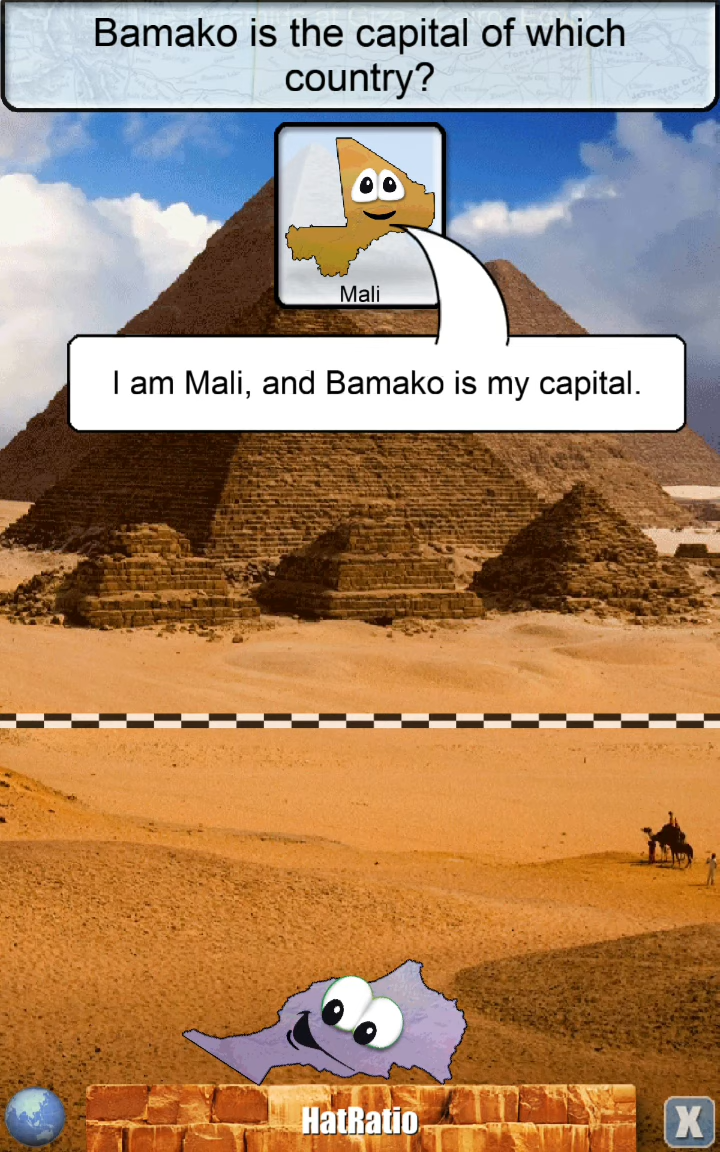 Bamako is the capital of which
country?
Mali
I am Mali, and Bamako is my capital.
HatRatio
X